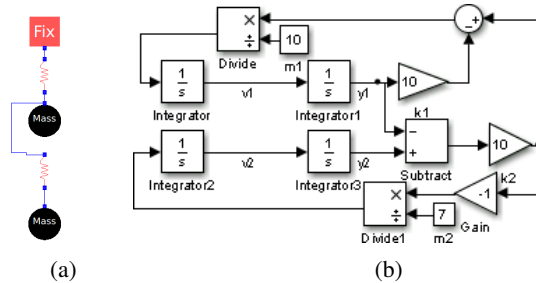 Fix
Mass
Mass
(a)
× ÷
Divide
10
m1
−+
1/s
Integrator
v1
1/s
Integrator1
y1
10
k1
1/s
Integrator2
v2
1/s
Integrator3
y2
− +
Subtract
10
k2
× ÷
Divide1
7
m2
-1
Gain
(b)